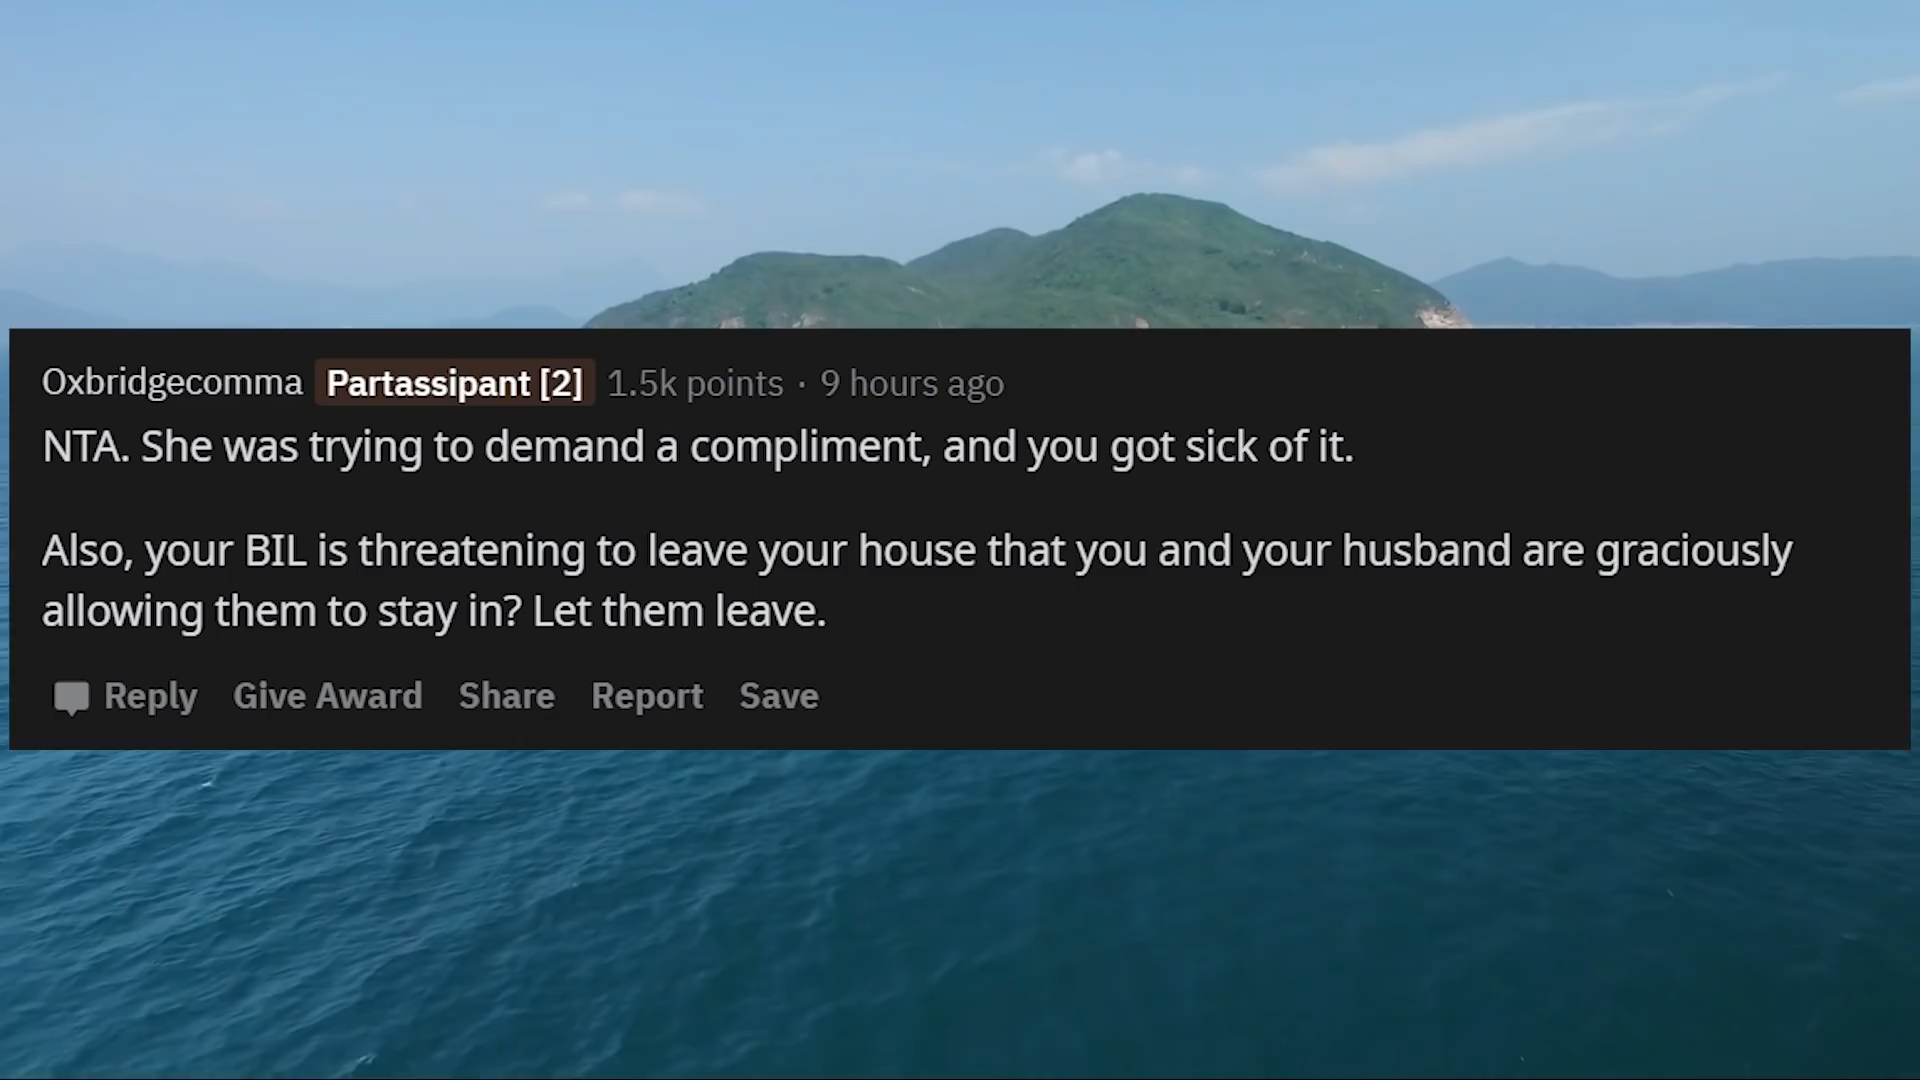 Oxbridgecomma Partassipant [2] 1.5k points · 9 hours ago
NTA. She was trying to demand a compliment, and you got sick of it.
Also, your BIL is threatening to leave your house that you and your husband are graciously
allowing them to stay in? Let them leave.
Reply Give Award Share Report Save